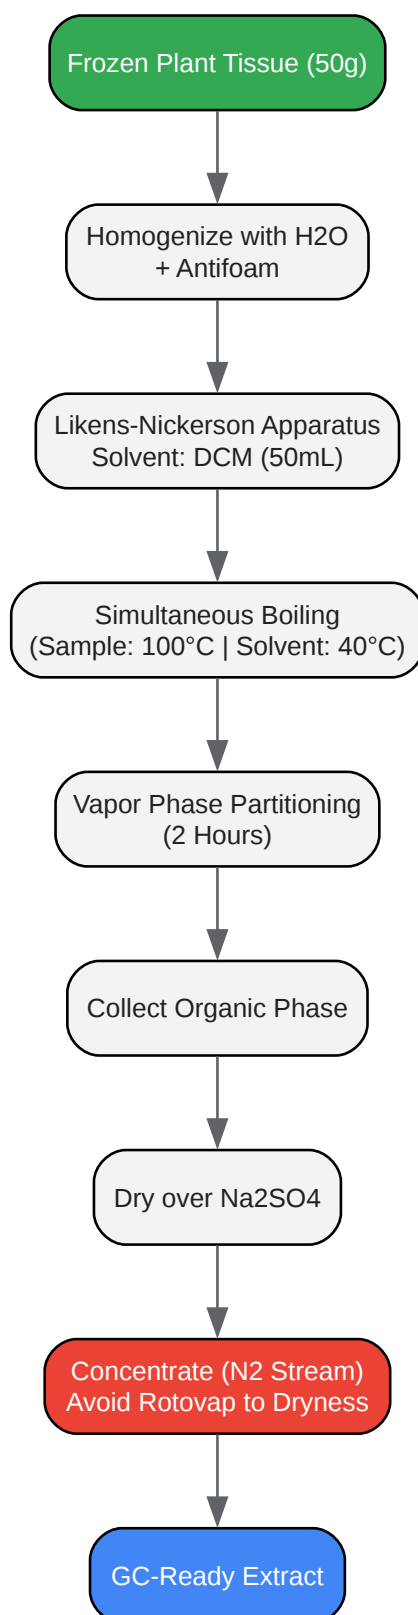 Frozen Plant Tissue (50g)
Homogenize with H2O
+ Antifoam
Likens-Nickerson Apparatus
Solvent: DCM (50mL)
Simultaneous Boiling
(Sample: 100°C | Solvent: 40°C)
Vapor Phase Partitioning
(2 Hours)
Collect Organic Phase
Dry over Na2SO4
Concentrate (N2 Stream)
Avoid Rotovap to Dryness
GC-Ready Extract